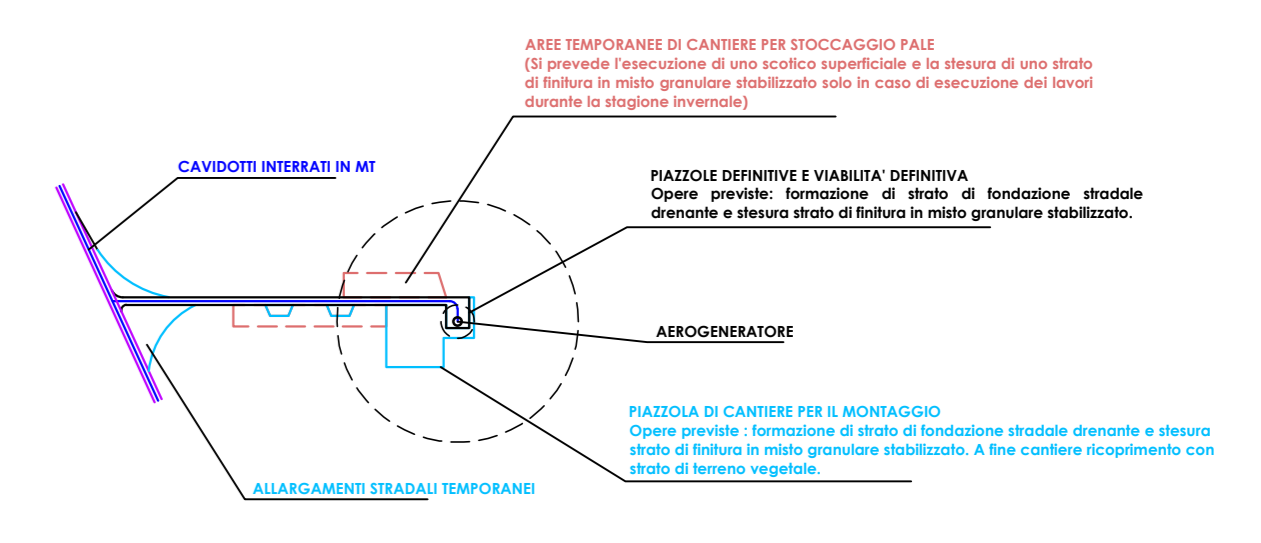 AREE TEMPORANEE DI CANTIERE PER STOCCAGGIO PALE
(Si prevede l'esecuzione di uno scotico superficiale e la stesura di uno strato
di finitura in misto granulare stabilizzato solo in caso di esecuzione dei lavori
durante la stagione invernale)
CAVIDOTTI INTERRATI IN MT
PIAZZOLE DEFINITIVE E VIABILITA' DEFINITIVA
Opere previste: formazione di strato di fondazione stradale
drenante e stesura strato di finitura in misto granulare stabilizzato.
AEROGENERATORE
PIAZZOLA DI CANTIERE PER IL MONTAGGIO
Opere previste : formazione di strato di fondazione stradale drenante e stesura
strato di finitura in misto granulare stabilizzato. A fine cantiere ricoprimento con
strato di terreno vegetale.
ALLARGAMENTI STRADALI TEMPORANEI